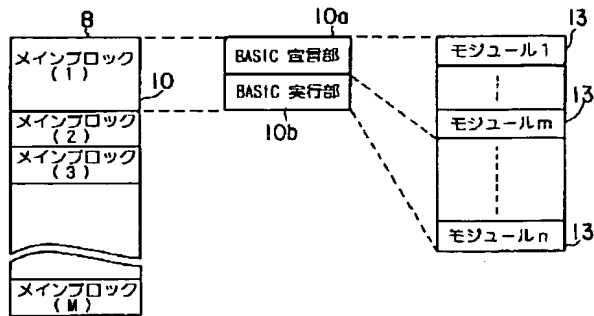 8
メインブロック
(1)
10
メインブロック
(2)
メインブロック
(3)
メインブロック
(M)
10a
BASIC 宣言部
BASIC 実行部
10b
モジュール1
13
モジュールm
13
モジュールn
13